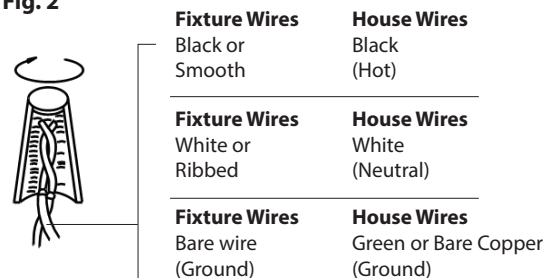 Fig. 2
Fixture Wires House Wires
Black or Black
Smooth (Hot)
Fixture Wires House Wires
White or White
Ribbed (Neutral)
Fixture Wires House Wires
Bare wire Green or Bare Copper
(Ground) (Ground)